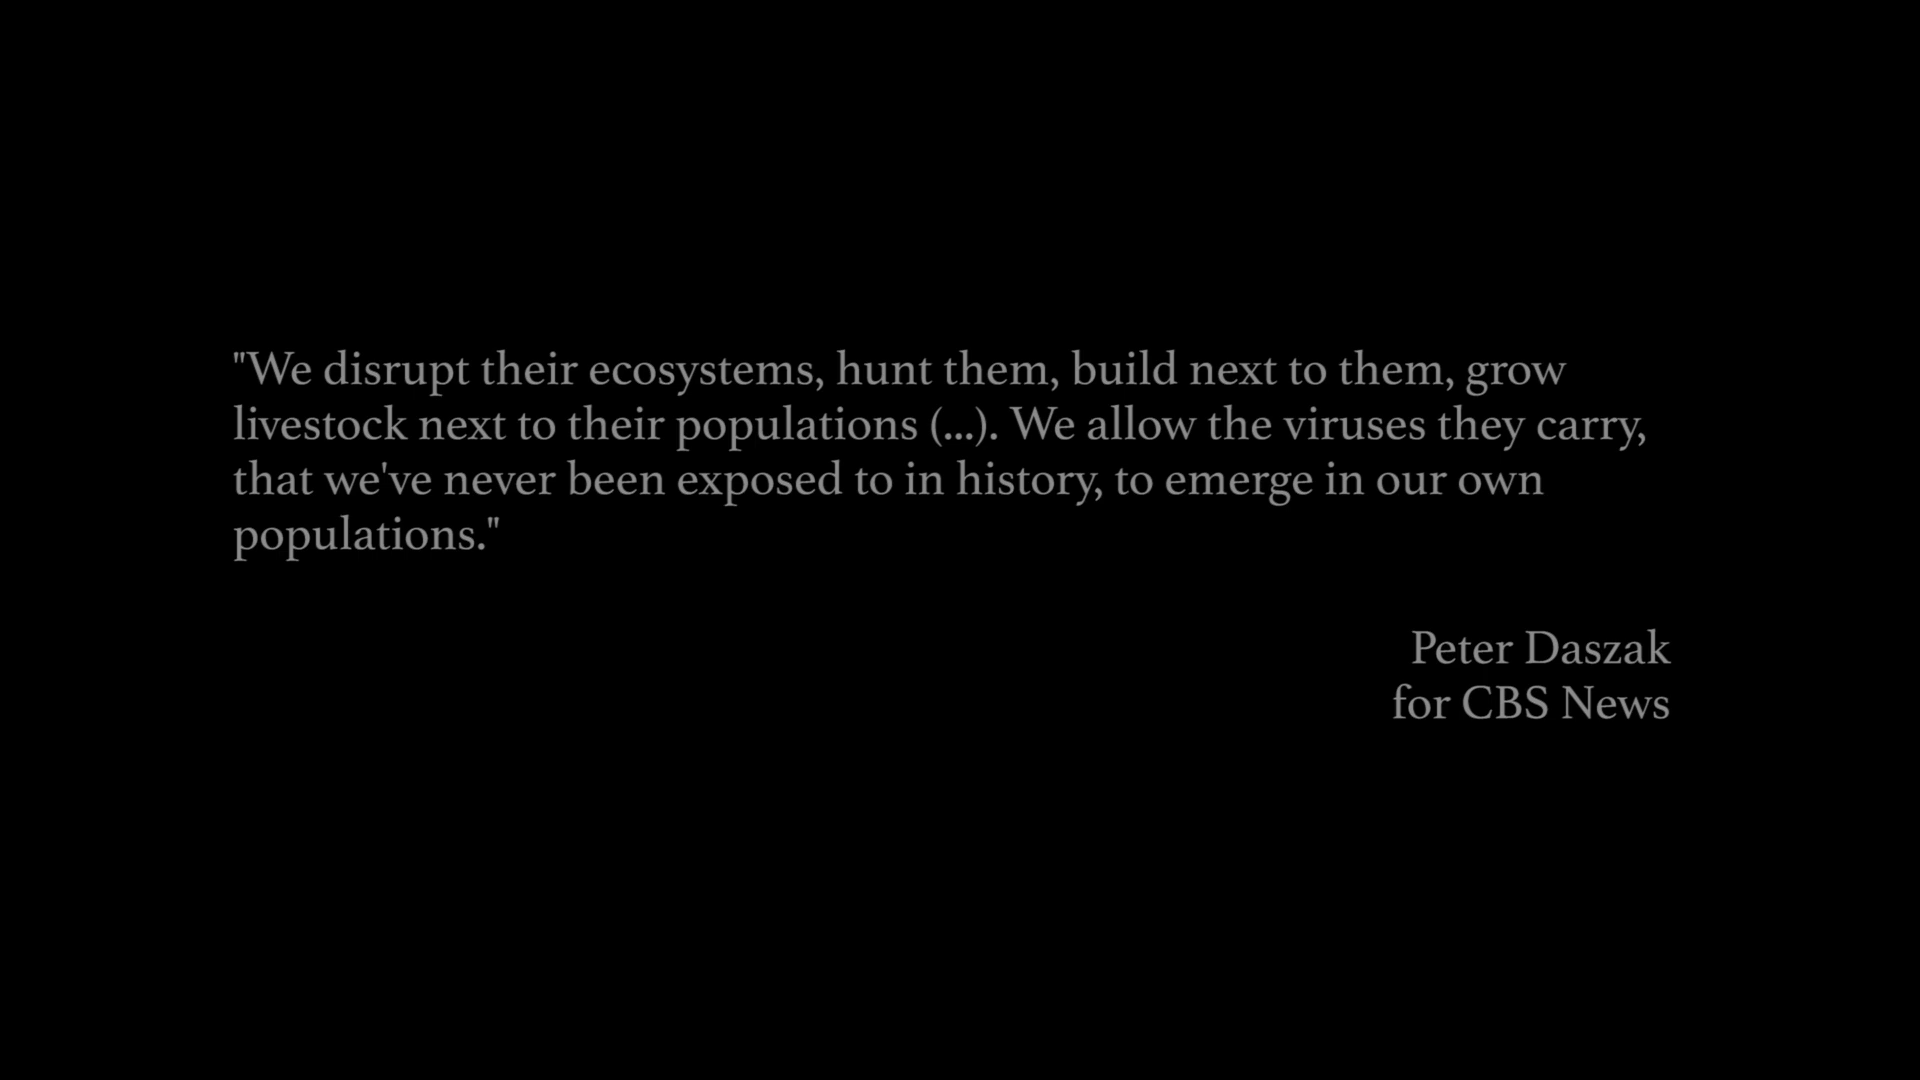 "We disrupt their ecosystems, hunt them, build next to them, grow
livestock next to their populations (...). We allow the viruses they carry,
that we've never been exposed to in history, to emerge in our own
populations."
Peter Daszak
for CBS News